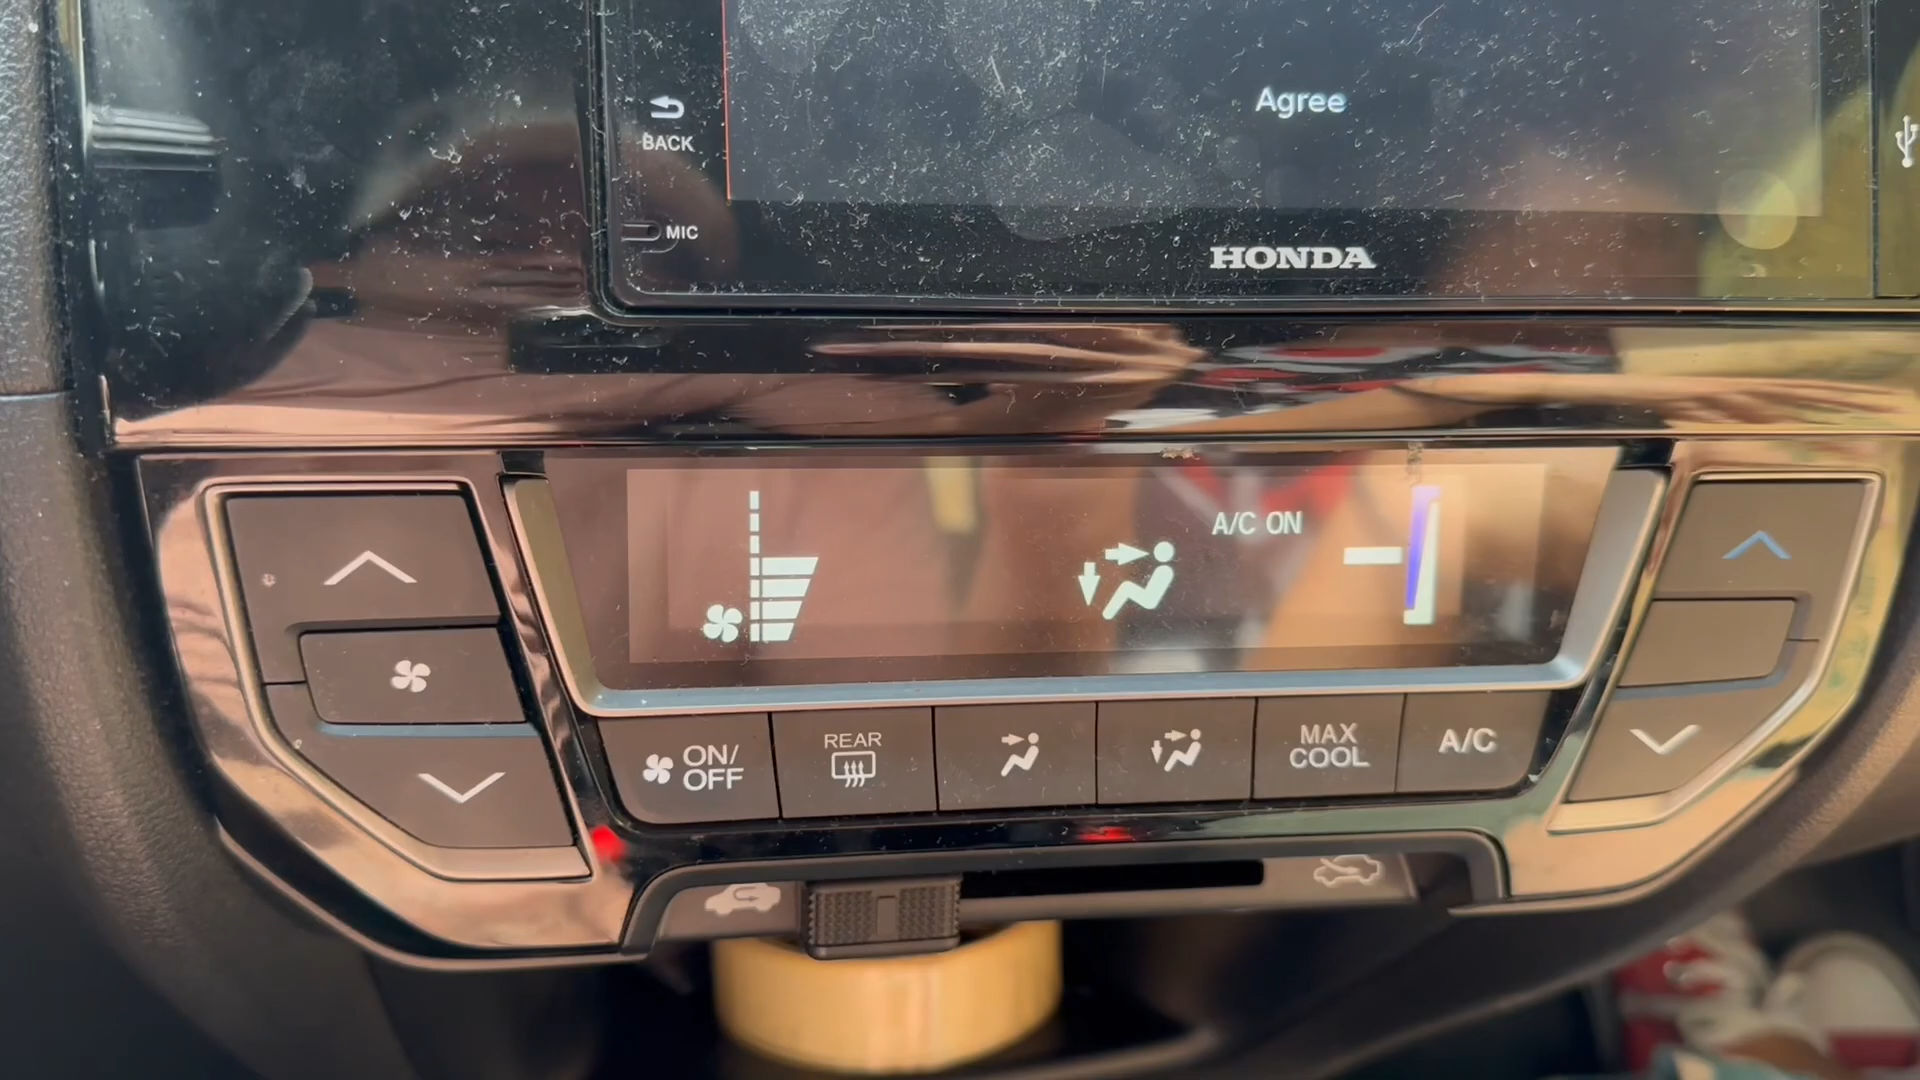 Agree
BACK
MIC
HONDA
A/C ON
ON/
OFF
REAR
MAX
COOL
A/C